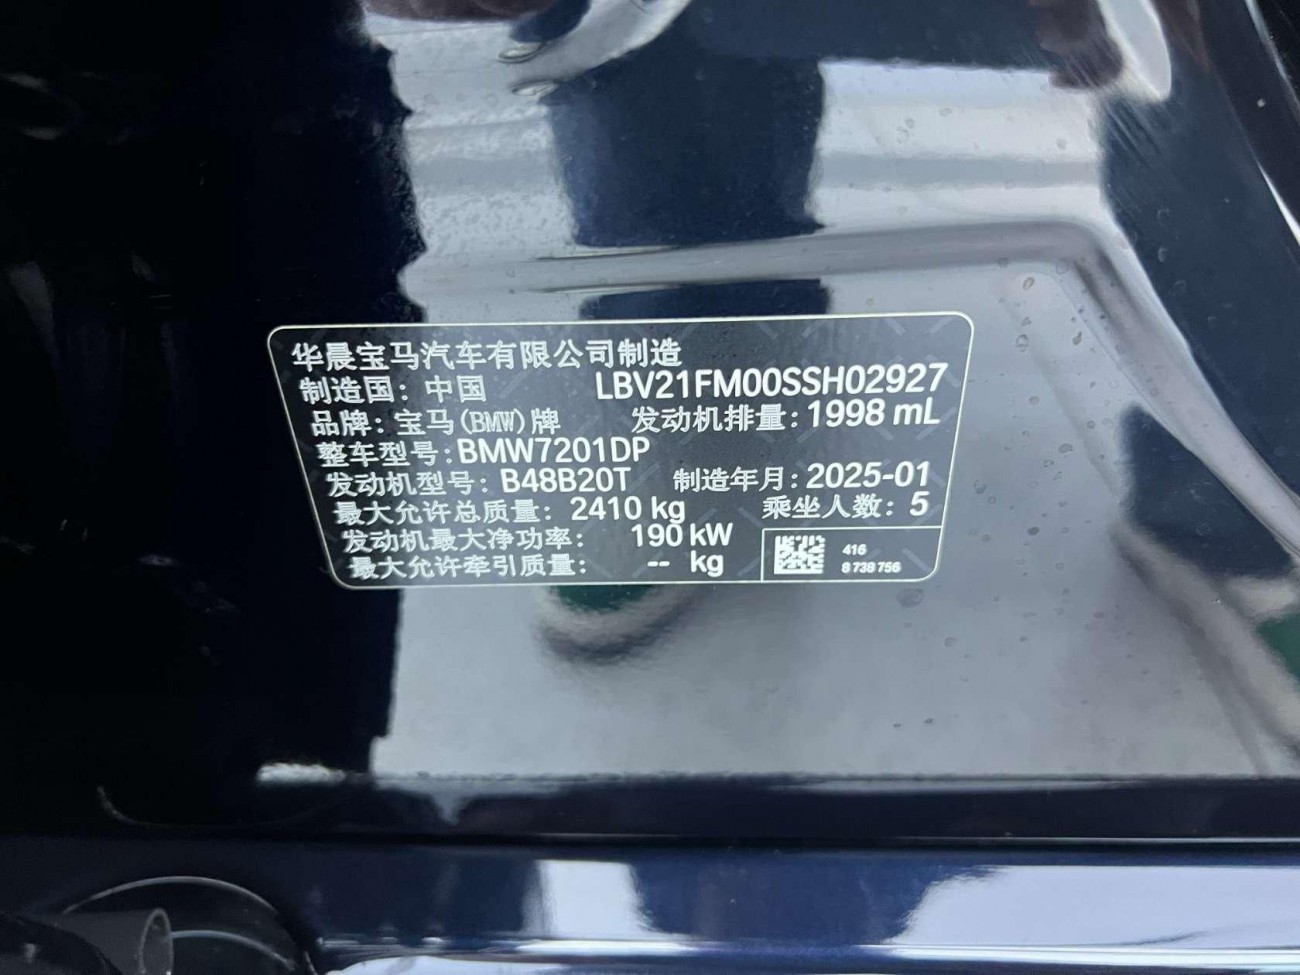 华晨宝马汽车有限公司制造
制造国：中国 LBV21FM00SSH02927
品牌：宝马(BMW)牌 发动机排量：1998 mL
整车型号：BMW7201DP
发动机型号：B48B20T 制造年月：2025-01
最大允许总质量：2410 kg 乘坐人数：5
发动机最大净功率：190 kW
最大允许牵引质量：-- kg
416
8 738 756